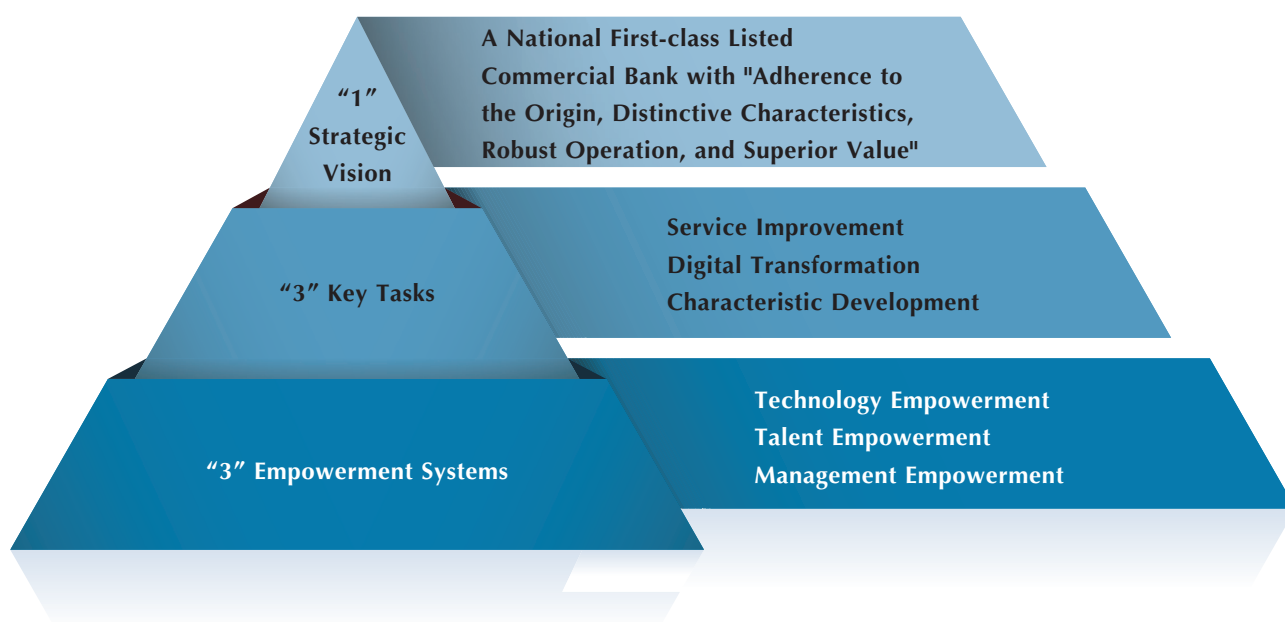 “1”
Strategic
Vision
A National First-class Listed
Commercial Bank with "Adherence to
the Origin, Distinctive Characteristics,
Robust Operation, and Superior Value"
“3” Key Tasks
Service Improvement
Digital Transformation
Characteristic Development
“3” Empowerment Systems
Technology Empowerment
Talent Empowerment
Management Empowerment